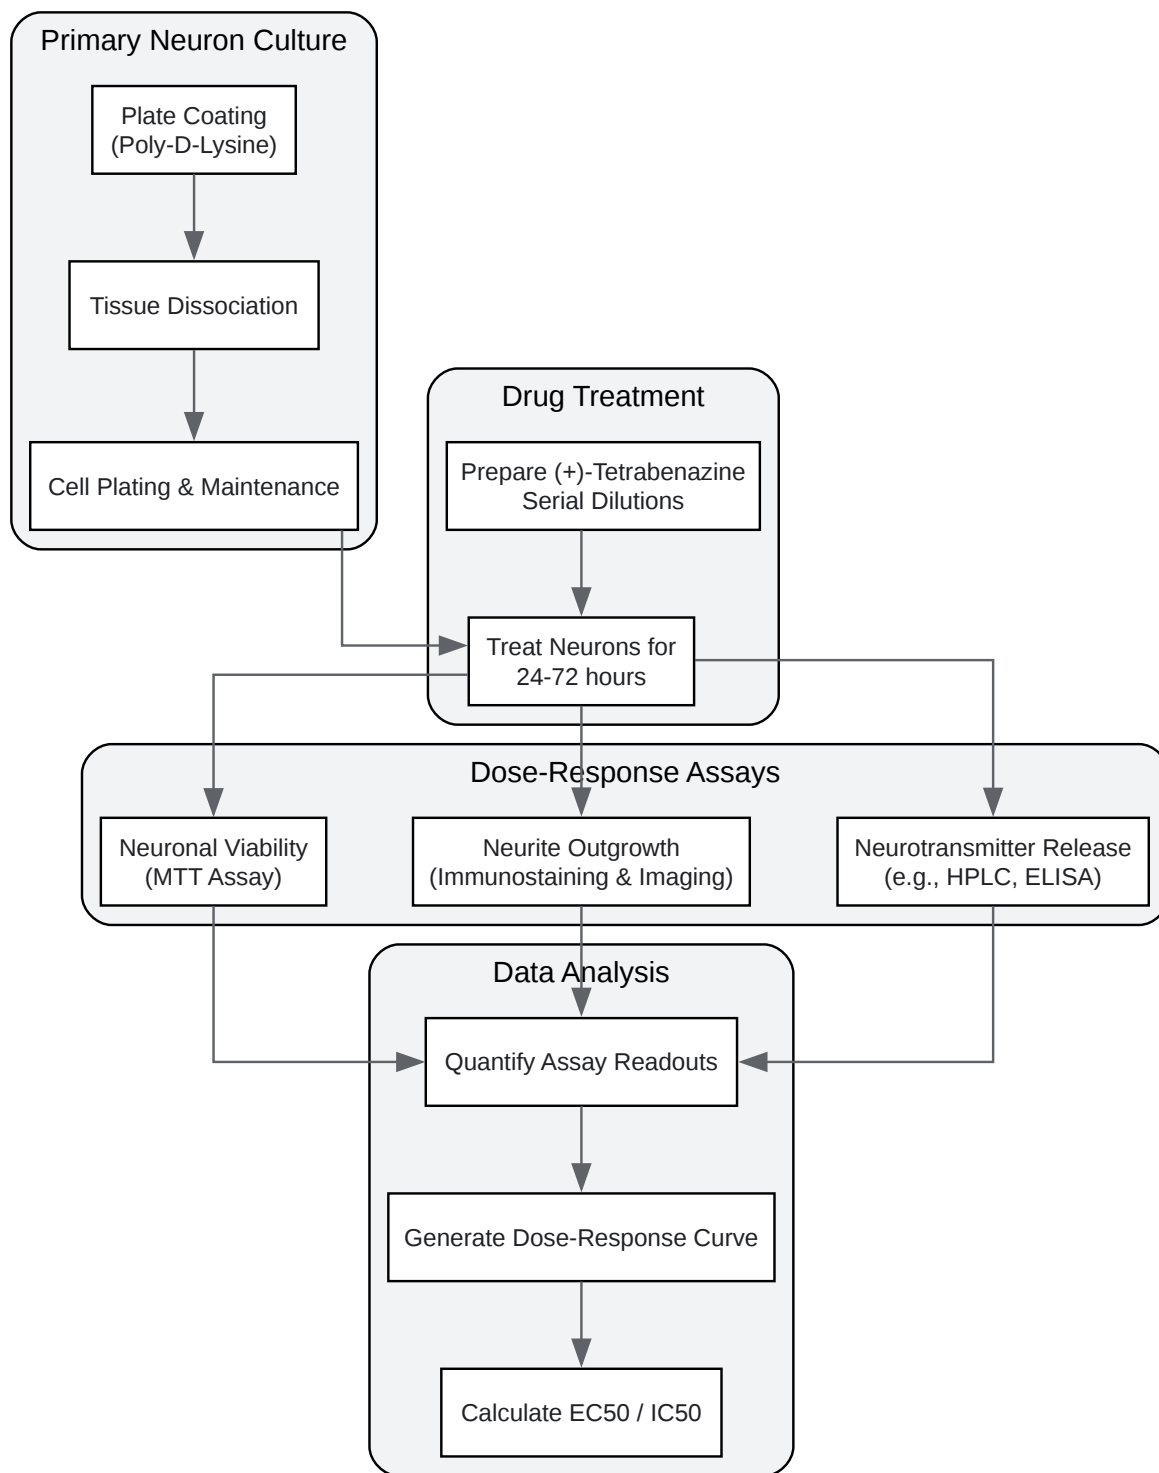 Primary Neuron Culture
Plate Coating
(Poly-D-Lysine)
Tissue Dissociation
Cell Plating & Maintenance
Drug Treatment
Prepare (+)-Tetrabenazine
Serial Dilutions
Treat Neurons for
24-72 hours
Dose-Response Assays
Neuronal Viability
(MTT Assay)
Neurite Outgrowth
(Immunostaining & Imaging)
Neurotransmitter Release
(e.g., HPLC, ELISA)
Data Analysis
Quantify Assay Readouts
Generate Dose-Response Curve
Calculate EC50 / IC50